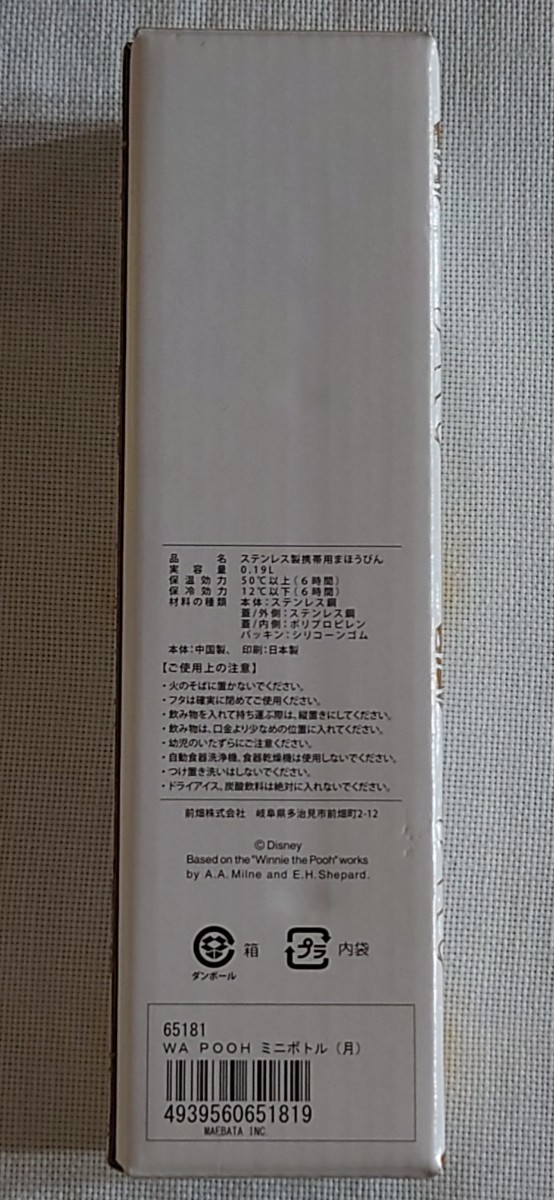 品名 ステンレス製携帯用まほうびん
実容量 0.19L
保温効力 50℃以上(6時間)
保冷効力 12℃以下(6時間)
材料の種類 本体:ステンレス鋼
蓋/外側:ステンレス鋼
蓋/内側:ポリプロピレン
パッキン:シリコーンゴム
本体:中国製、 印刷:日本製
【ご使用上の注意】
・火のそばに置かないでください。
・フタは確実に閉めてご使用ください。
・飲み物を入れて持ち運ぶ際は、縦置きにしてください。
・飲み物は、口金より少なめの位置に入れてください。
・幼児のいたずらにご注意ください。
・自動食器洗浄機、食器乾燥機は使用しないでください。
・つけ置き洗いはしないでください。
・ドライアイス、炭酸飲料は絶対に入れないでください。
前畑株式会社 岐阜県多治見市前畑町2-12
©Disney
Based on the "Winnie the Pooh" works
by A.A. Milne and E.H.Shepard.
箱 プラ 内袋
ダンボール
65181
WA POOH ミニボトル(月)
4939560651819
MAEBATA INC.